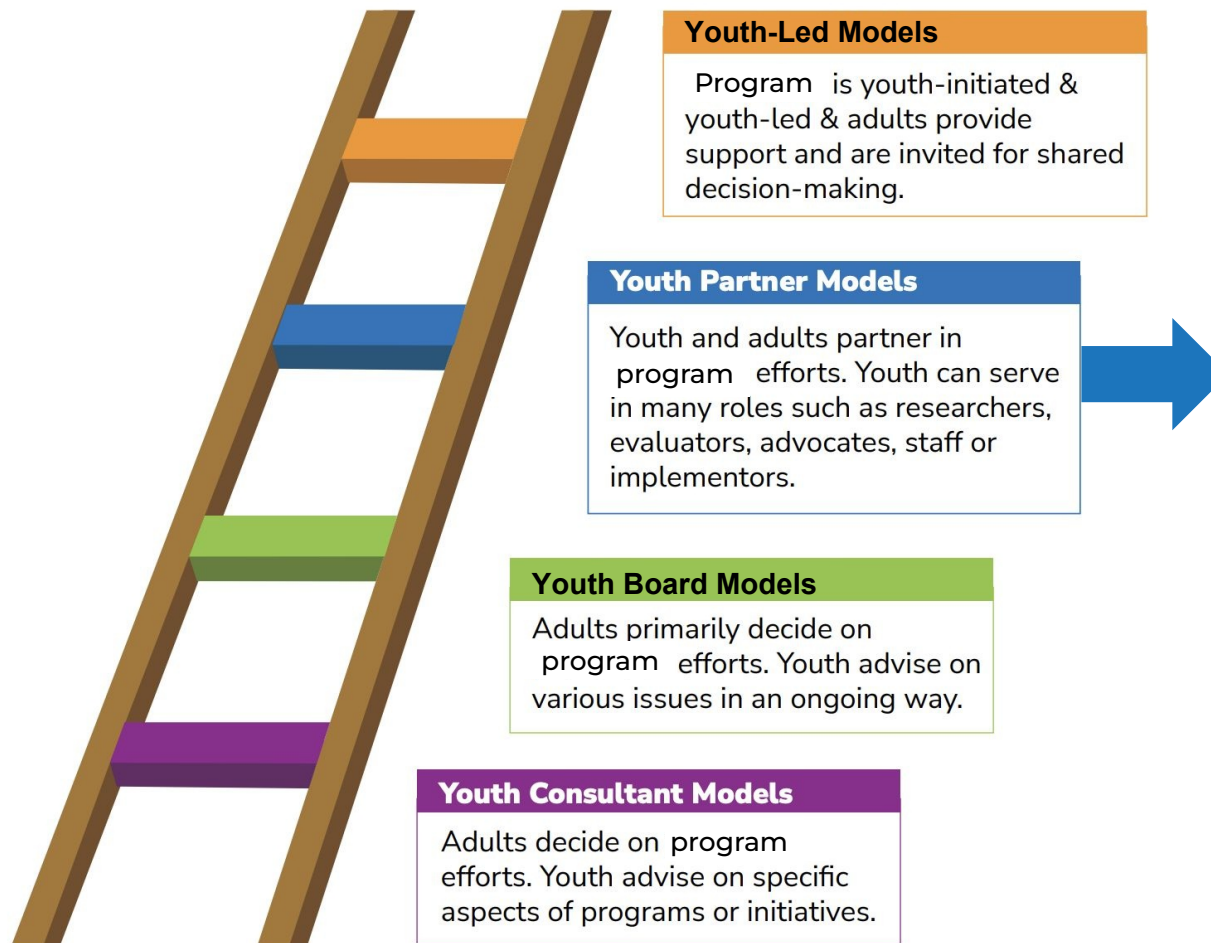 Youth-Led Models
Program is youth-initiated &
youth-led & adults provide
support and are invited for shared
decision-making.
Youth Partner Models
Youth and adults partner in
program efforts. Youth can serve
in many roles such as researchers,
evaluators, advocates, staff or
implementors.
Youth Board Models
Adults primarily decide on
program efforts. Youth advise on
various issues in an ongoing way.
Youth Consultant Models
Adults decide on program
efforts. Youth advise on specific
aspects of programs or initiatives.